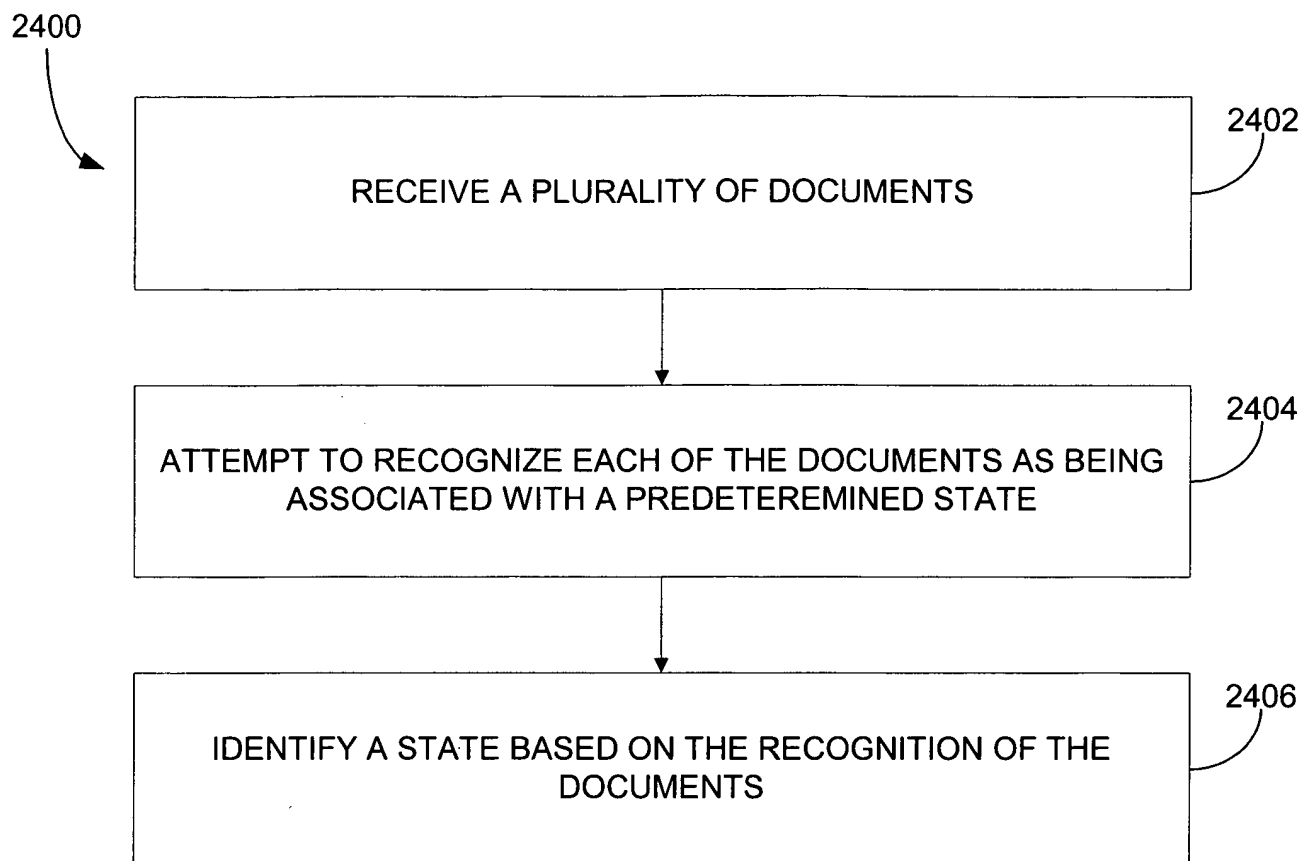 2400
2402
RECEIVE A PLURALITY OF DOCUMENTS
2404
ATTEMPT TO RECOGNIZE EACH OF THE DOCUMENTS AS BEING
ASSOCIATED WITH A PREDETEREMINED STATE
2406
IDENTIFY A STATE BASED ON THE RECOGNITION OF THE
DOCUMENTS